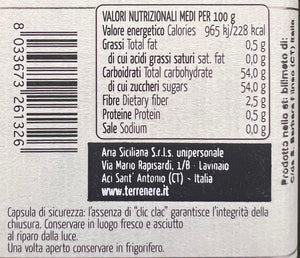 VALORI NUTRIZIONALI MEDI PER 100 g
Valore energetico Calories 965 kj/228 kcal
Grassi Total fat 0,5 g
di cui acidi grassi saturi sat. fat 0,0 g
Carboidrati Total carbohydrate 54,0 g
di cui zuccheri sugars 54,0 g
Fibre Dietary fiber 2,5 g
Proteine Protein 0,5 g
Sale Sodium 0,0 g
Aria Siciliana S.r.l.s. unipersonale
Via Mario Rapisardi, 1/B - Lavinaio
Aci Sant' Antonio (CT) - Italia
www.terrenere.it
Capsula di sicurezza: l'assenza di "clic clac" garantisce l'integrità della
chiusura. Conservare in luogo fresco e asciutto
al riparo dalla luce.
Una volta aperto conservare in frigorifero.
8 033673 261326
Prodotto nello st: bilimento di: